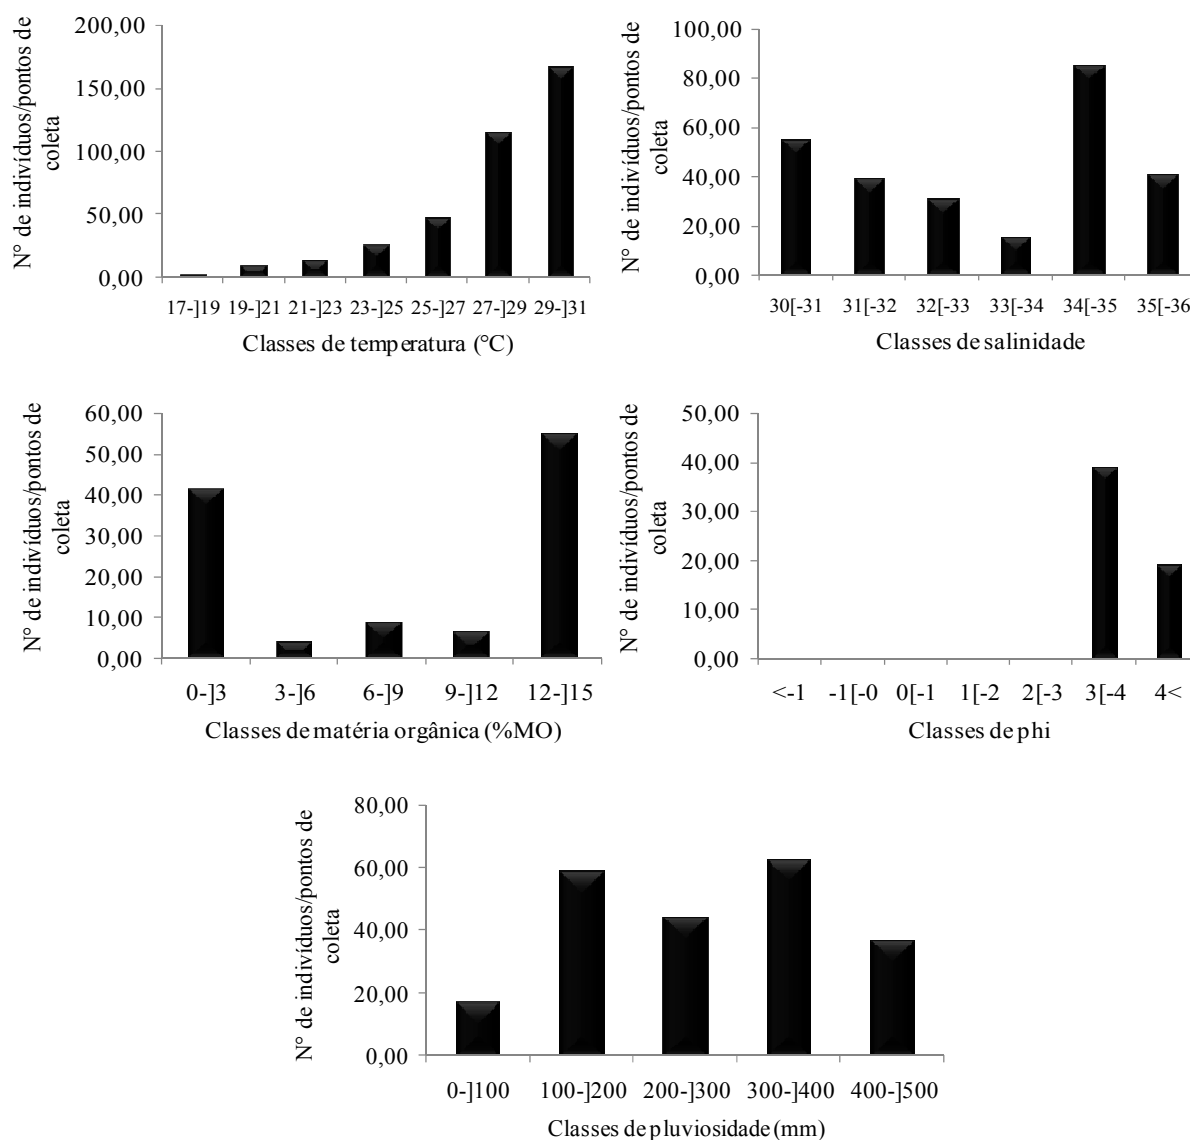 N° de indivíduos/pontos de
coleta
200,00
150,00
100,00
50,00
0,00
17-]19 19-]21 21-]23 23-]25 25-]27 27-]29 29-]31
Classes de temperatura (°C)
N° de indivíduos/pontos de
coleta
100,00
80,00
60,00
40,00
20,00
0,00
30[-31 31[-32 32[-33 33[-34 34[-35 35[-36
Classes de salinidade
N° de indivíduos/pontos de
coleta
60,00
50,00
40,00
30,00
20,00
10,00
0,00
0-]3 3-]6 6-]9 9-]12 12-]15
Classes de matéria orgânica (%MO)
N° de indivíduos/pontos de
coleta
50,00
40,00
30,00
20,00
10,00
0,00
<-1 -1[-0 0[-1 1[-2 2[-3 3[-4 4<
Classes de phi
N° de indivíduos/pontos de
coleta
80,00
60,00
40,00
20,00
0,00
0-]100 100-]200 200-]300 300-]400 400-]500
Classes de pluviosidade (mm)